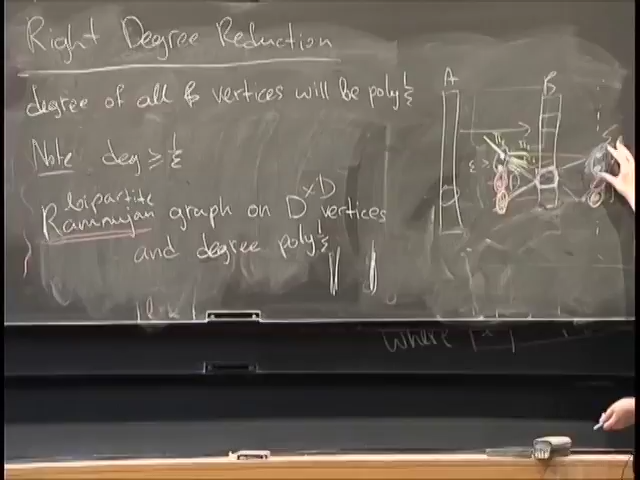 Right Degree Reduction
degree of all B vertices will be poly 1/ε
Note deg ≥ 1/ε
bipartite
Ramanujan graph on D×D vertices
and degree poly 1/ε
A
B
where